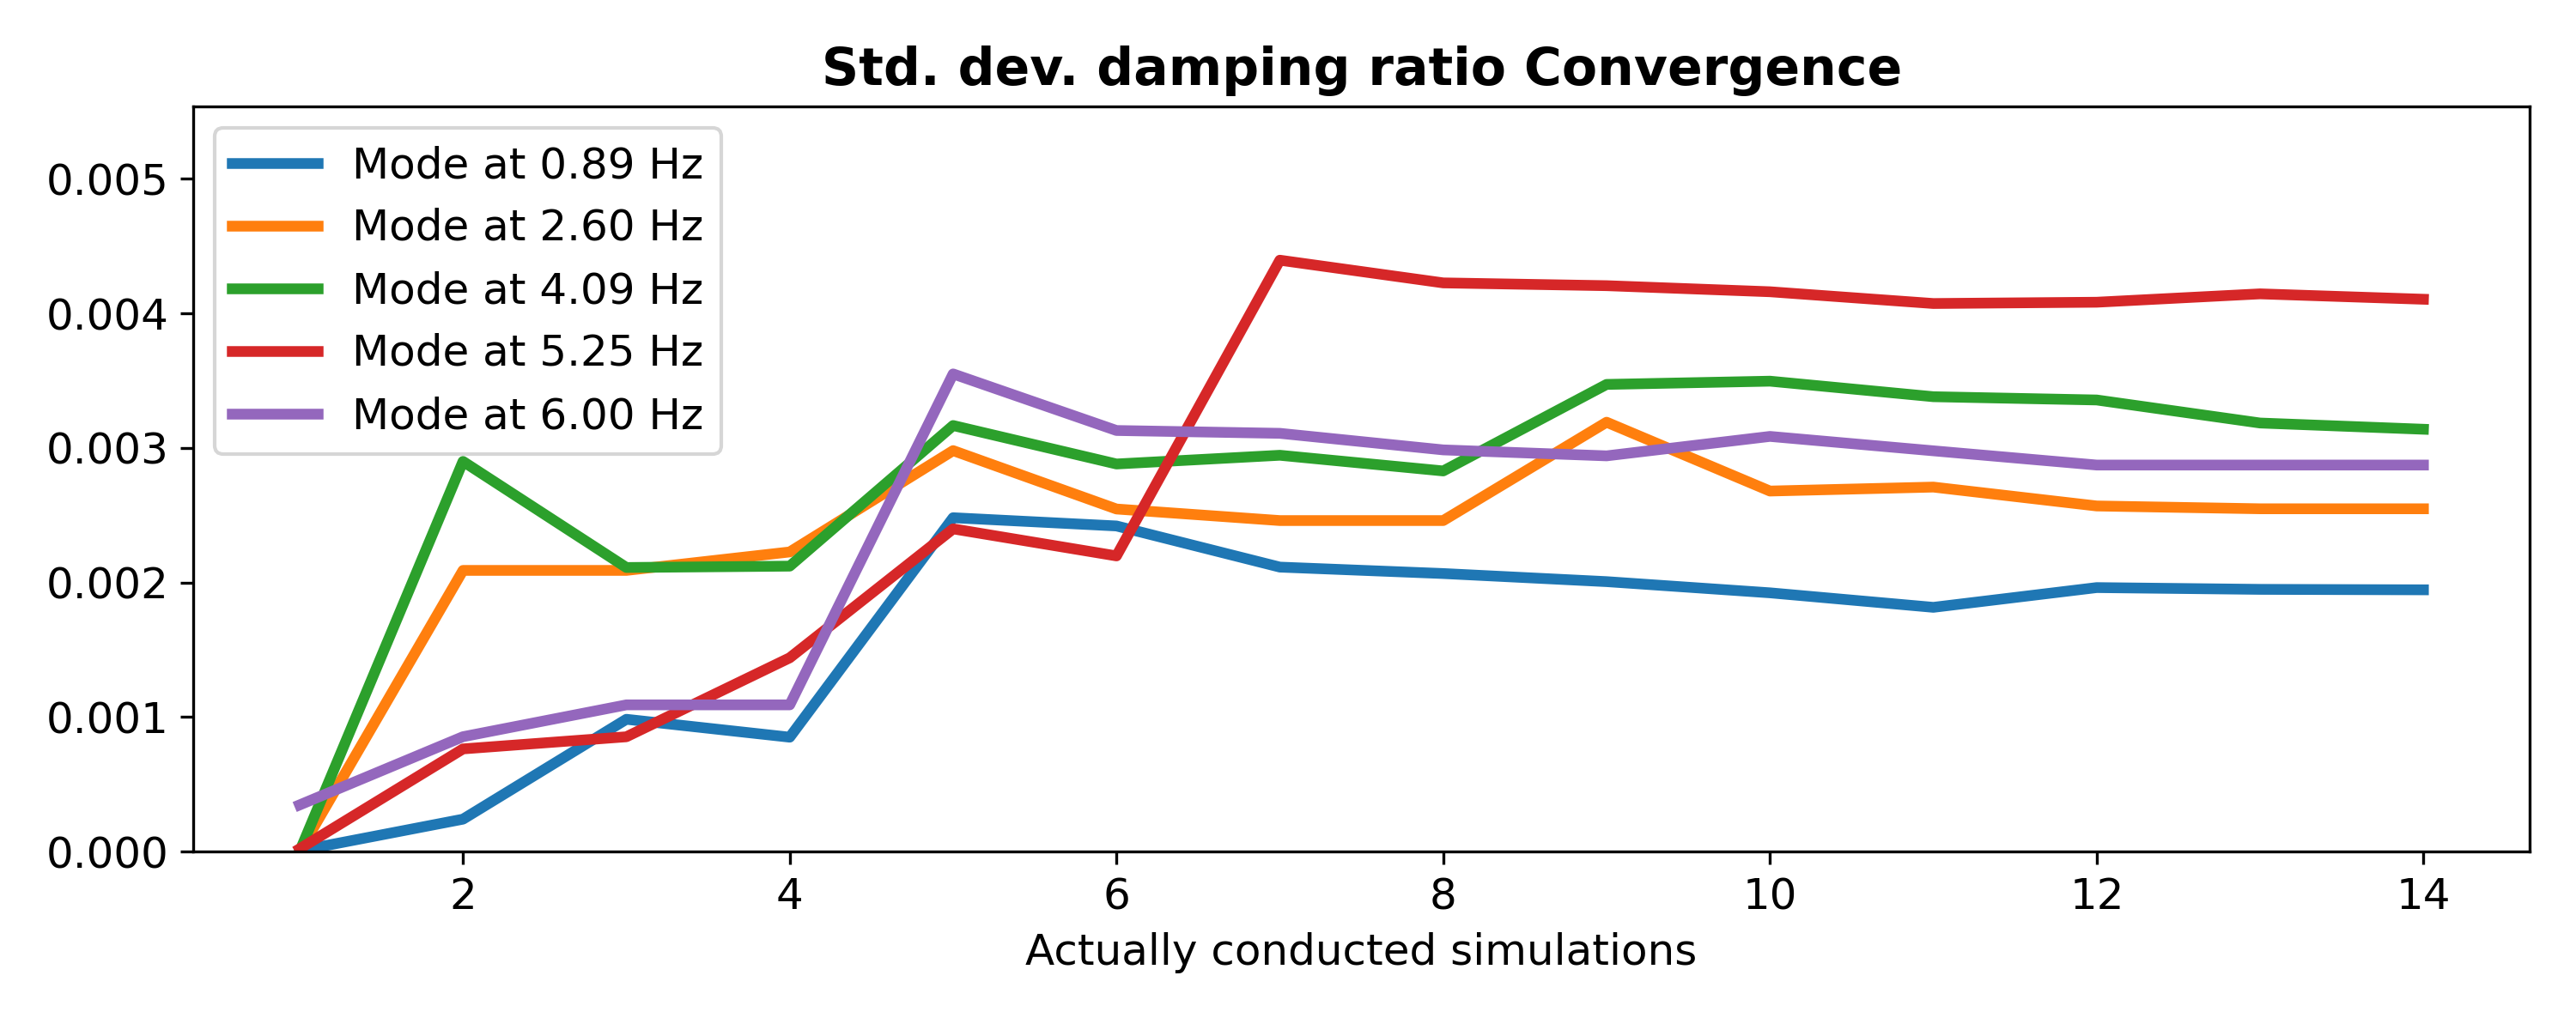 Std. dev. damping ratio Convergence
Mode at 0.89 Hz
Mode at 2.60 Hz
Mode at 4.09 Hz
Mode at 5.25 Hz
Mode at 6.00 Hz
0.005
0.004
0.003
0.002
0.001
0.000
2 4 6 8 10 12 14
Actually conducted simulations